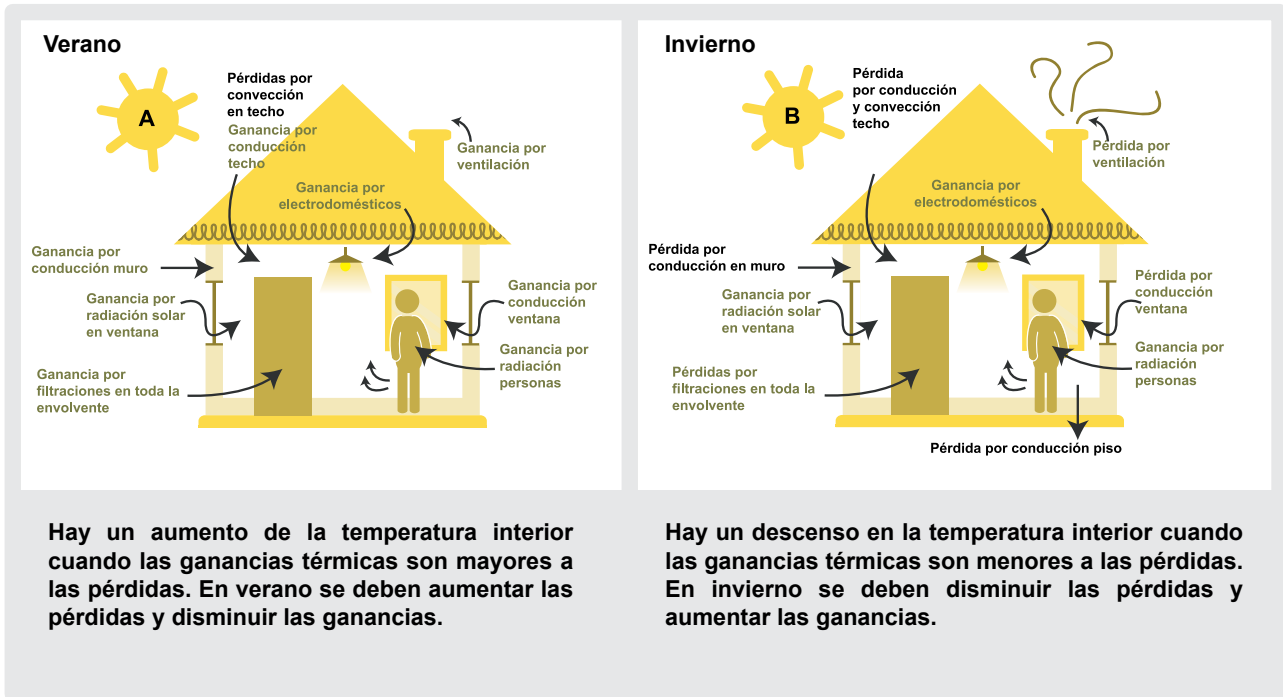 Verano
A
Pérdidas por
convección
en techo
Ganancia por
conducción
techo
Ganancia por
ventilación
Ganancia por
electrodomésticos
Ganancia por
conducción muro
Ganancia por
radiación solar
en ventana
Ganancia por
conducción
ventana
Ganancia por
radiación
personas
Ganancia por
filtraciones en toda la
envolvente
Hay un aumento de la temperatura interior
cuando las ganancias térmicas son mayores a
las pérdidas. En verano se deben aumentar las
pérdidas y disminuir las ganancias.
Invierno
B
Pérdida
por conducción
y convección
techo
Pérdida por
ventilación
Ganancia por
electrodomésticos
Pérdida por
conducción en muro
Ganancia por
radiación solar
en ventana
Pérdida por
conducción
ventana
Ganancia por
radiación
personas
Pérdidas por
filtraciones en toda la
envolvente
Pérdida por conducción piso
Hay un descenso en la temperatura interior cuando
las ganancias térmicas son menores a las pérdidas.
En invierno se deben disminuir las pérdidas y
aumentar las ganancias.